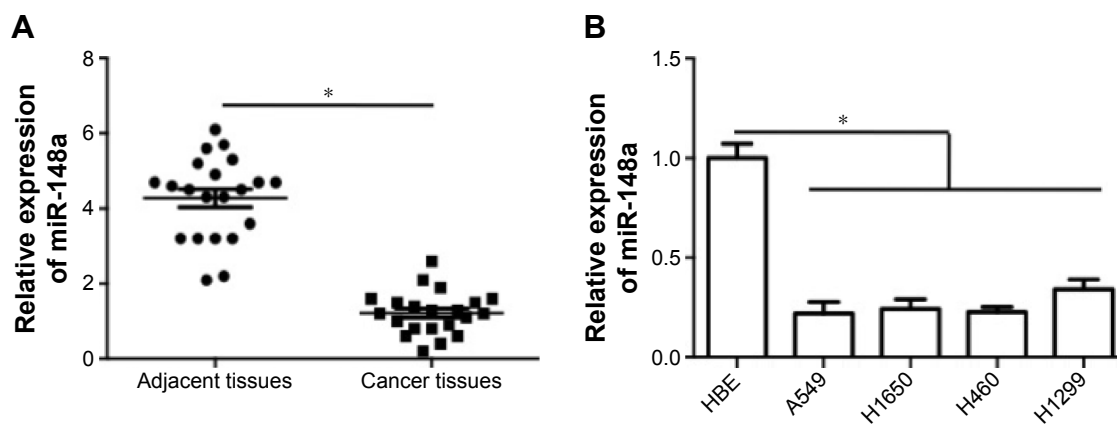 A
Relative expression
of miR-148a
8
6
4
2
0
*
Adjacent tissues
Cancer tissues
B
Relative expression
of miR-148a
1.5
1.0
0.5
0.0
*
HBE
A549
H1650
H460
H1299